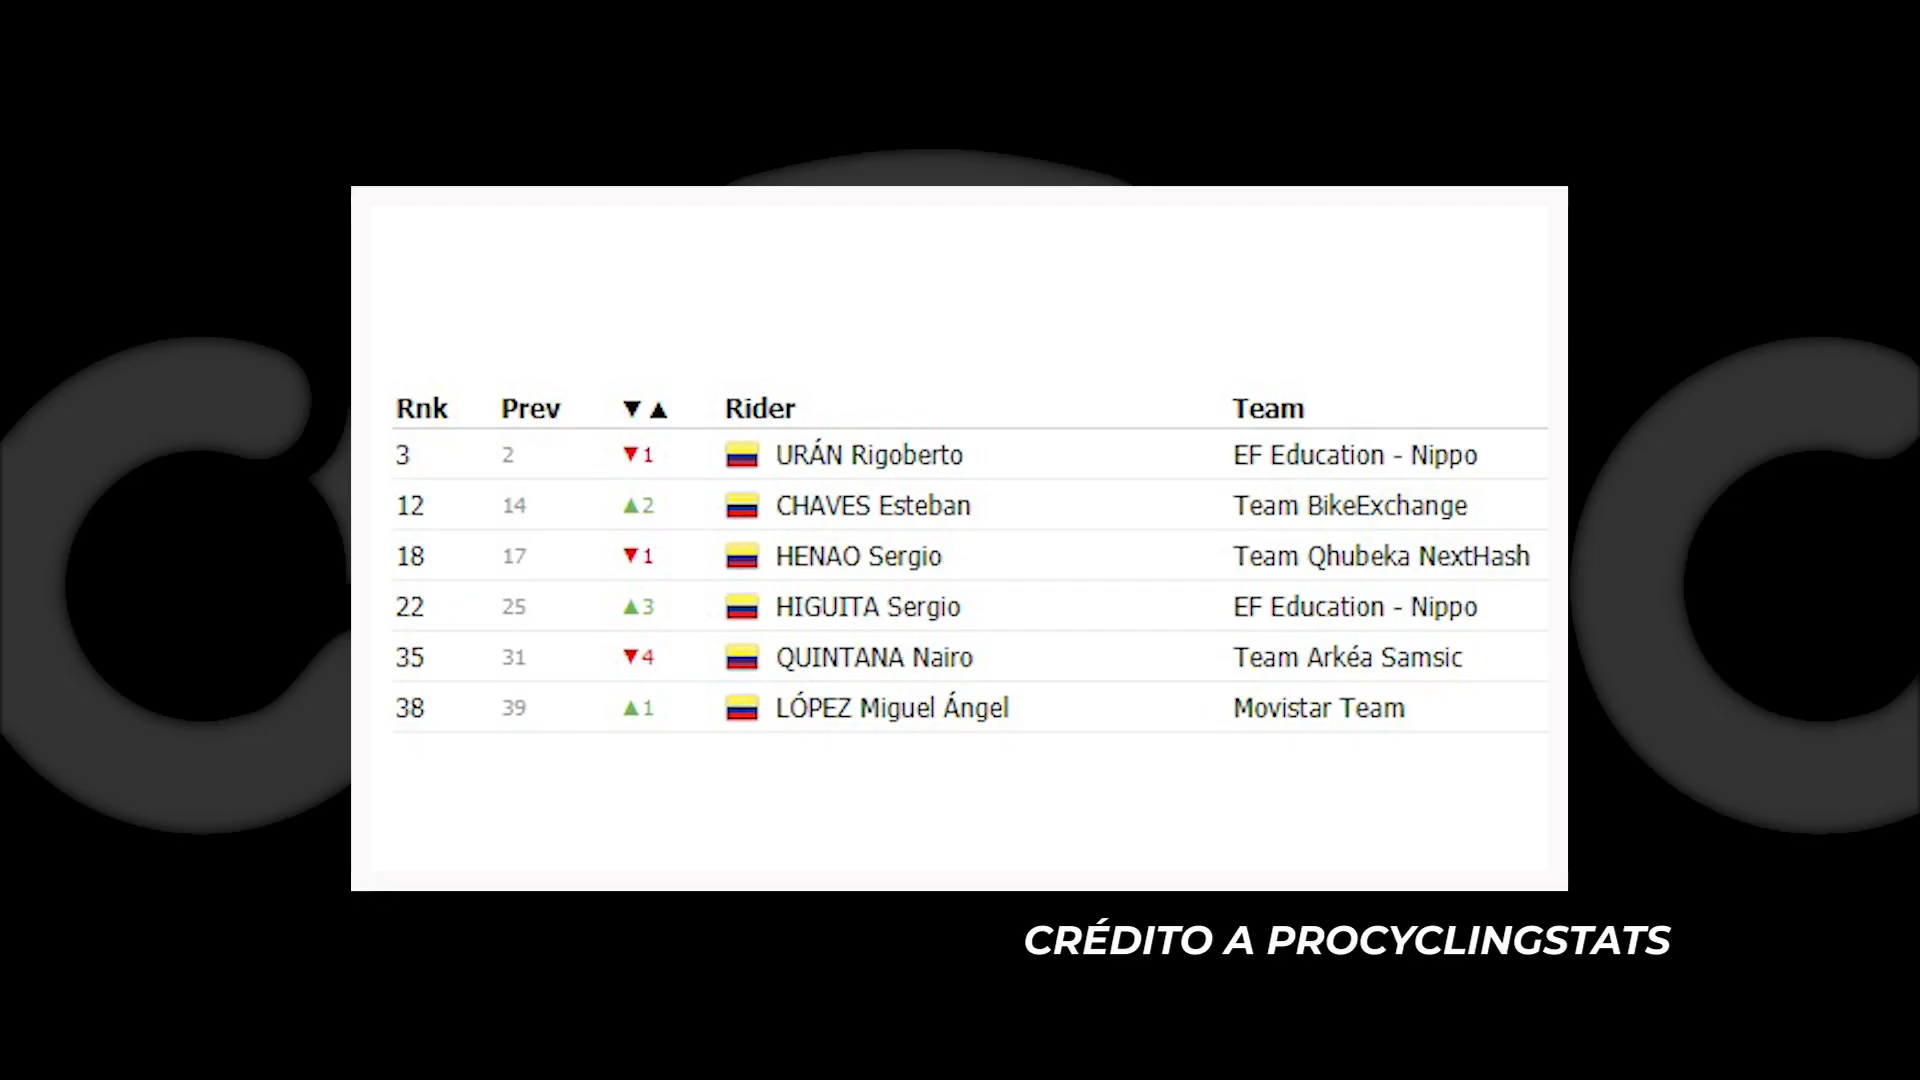 Rnk Prev ▼▲ Rider Team
3 2 ▼1 URÁN Rigoberto EF Education - Nippo
12 14 ▲2 CHAVES Esteban Team BikeExchange
18 17 ▼1 HENAO Sergio Team Qhubeka NextHash
22 25 ▲3 HIGUITA Sergio EF Education - Nippo
35 31 ▼4 QUINTANA Nairo Team Arkéa Samsic
38 39 ▲1 LÓPEZ Miguel Ángel Movistar Team
CRÉDITO A PROCYCLINGSTATS